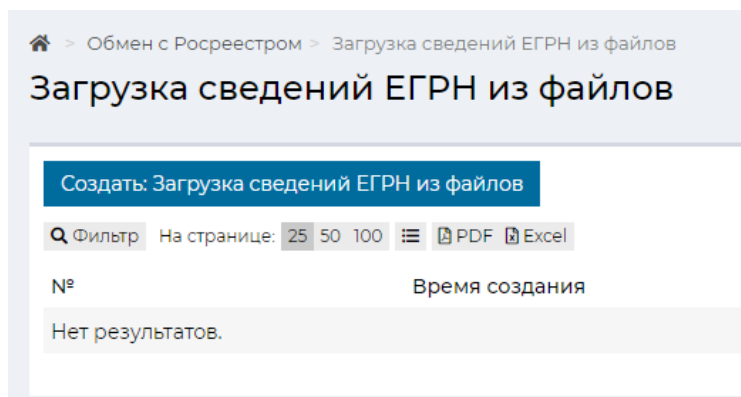 > Обмен с Росреестром > Загрузка сведений ЕГРН из файлов
Загрузка сведений ЕГРН из файлов
Создать: Загрузка сведений ЕГРН из файлов
Фильтр На странице: 25 50 100 PDF Excel
№ Время создания
Нет результатов.